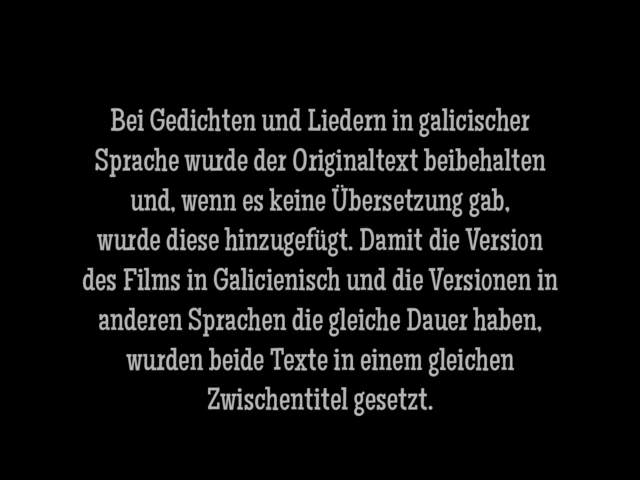 Bei Gedichten und Liedern in galicischer
Sprache wurde der Originaltext beibehalten
und, wenn es keine Übersetzung gab,
wurde diese hinzugefügt. Damit die Version
des Films in Galicienisch und die Versionen in
anderen Sprachen die gleiche Dauer haben,
wurden beide Texte in einem gleichen
Zwischentitel gesetzt.